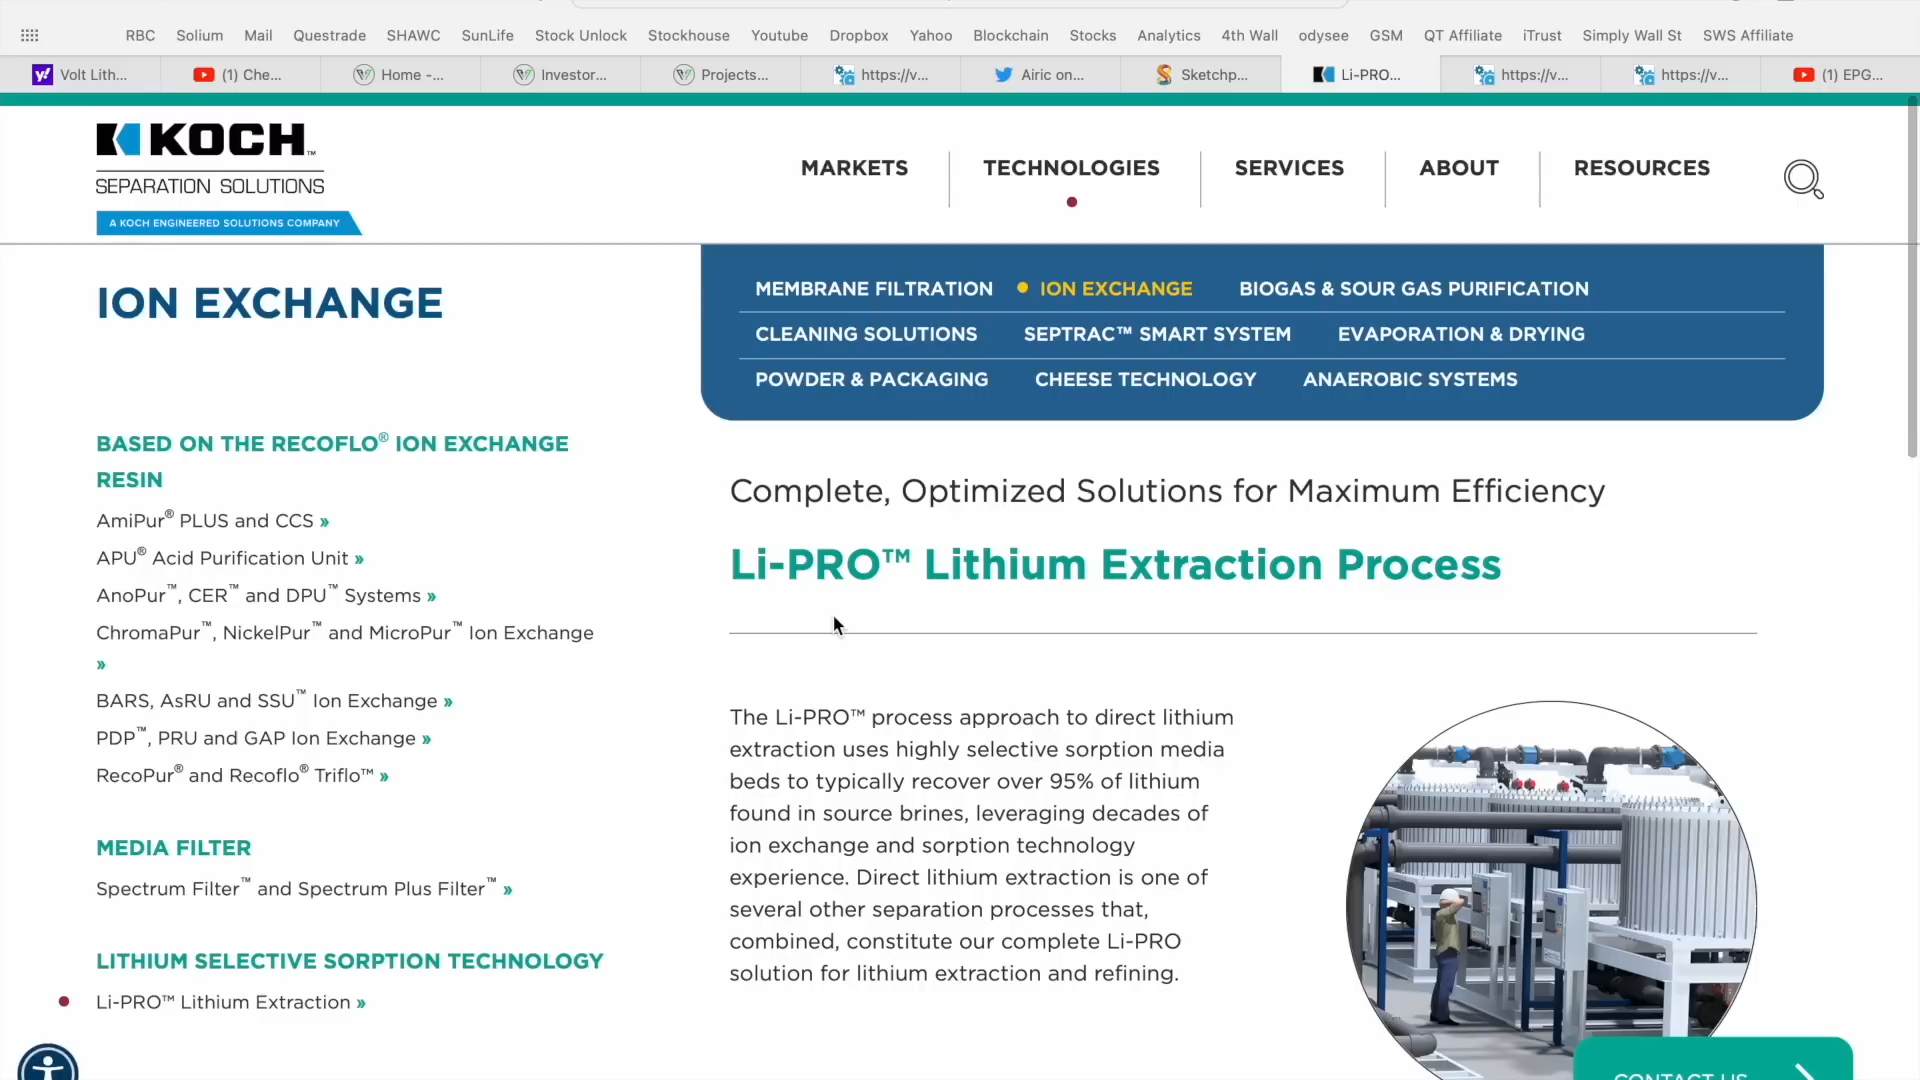 RBC Solium Mail Questrade SHAWC SunLife Stock Unlock Stockhouse Youtube Dropbox Yahoo Blockchain Stocks Analytics 4th Wall odysee GSM QT Affiliate iTrust Simply Wall St SWS Affiliate
Volt Lith... (1) Che... Home -... Investor... Projects... https://v... Airic on... Sketchp... Li-PRO... https://v... https://v... (1) EPG...
KOCH™
SEPARATION SOLUTIONS
A KOCH ENGINEERED SOLUTIONS COMPANY
MARKETS TECHNOLOGIES SERVICES ABOUT RESOURCES
MEMBRANE FILTRATION ION EXCHANGE BIOGAS & SOUR GAS PURIFICATION
CLEANING SOLUTIONS SEPTRAC™ SMART SYSTEM EVAPORATION & DRYING
POWDER & PACKAGING CHEESE TECHNOLOGY ANAEROBIC SYSTEMS
ION EXCHANGE
BASED ON THE RECOFLO® ION EXCHANGE
RESIN
AmiPur® PLUS and CCS »
APU® Acid Purification Unit »
AnoPur™, CER™ and DPU™ Systems »
ChromaPur™, NickelPur™ and MicroPur™ Ion Exchange
»
BARS, AsRU and SSU™ Ion Exchange »
PDP™, PRU and GAP Ion Exchange »
RecoPur® and Recoflo® Triflo™ »
MEDIA FILTER
Spectrum Filter™ and Spectrum Plus Filter™ »
LITHIUM SELECTIVE SORPTION TECHNOLOGY
Li-PRO™ Lithium Extraction »
Complete, Optimized Solutions for Maximum Efficiency
Li-PRO™ Lithium Extraction Process
The Li-PRO™ process approach to direct lithium
extraction uses highly selective sorption media
beds to typically recover over 95% of lithium
found in source brines, leveraging decades of
ion exchange and sorption technology
experience. Direct lithium extraction is one of
several other separation processes that,
combined, constitute our complete Li-PRO
solution for lithium extraction and refining.
CONTACT US